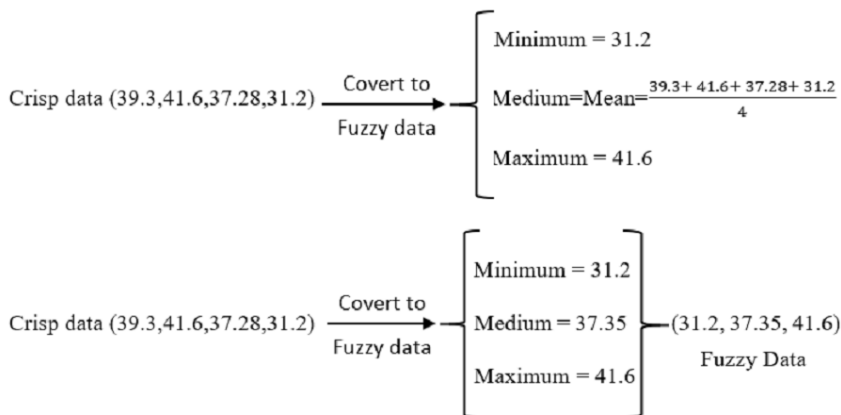 Minimum = 31.2
Crisp data (39.3,41.6,37.28,31.2) Covert to Fuzzy data
Medium=Mean= 39.3+ 41.6+ 37.28+ 31.2 / 4
Maximum = 41.6
Minimum = 31.2
Crisp data (39.3,41.6,37.28,31.2) Covert to Fuzzy data
Medium = 37.35
(31.2, 37.35, 41.6)
Fuzzy Data
Maximum = 41.6